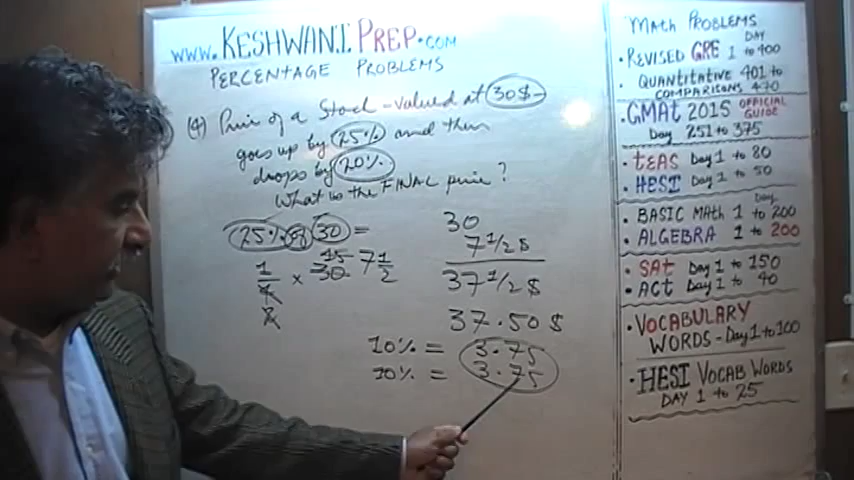 www.KESHWANI PREP.COM
PERCENTAGE PROBLEMS
(4) Price of a Stock - valued at 30$-
goes up by 25% and then
drops by 20%.
What is the FINAL price?
25% of 30 =
1/4 × 30 15 7 1/2
2
30
7 1/2 $
37 1/2 $
37.50 $
10% = 3.75
10% = 3.75
MATH PROBLEMS
DAY
• REVISED GRE 1 to 400
• QUANTITATIVE 401 to
COMPARISONS 470
• GMAt 2015 OFFICIAL GUIDE
Day 251 to 375
• tEAS Day 1 to 80
• HESI Day 1 to 50
Day
• BASIC MAth 1 to 200
• ALGEBRA 1 to 200
• SAt Day 1 to 150
• ACt Day 1 to 40
• VOCABULARY
WORDS - Day 1 to 100
• HESI VOCAB WORDS
DAY 1 to 25